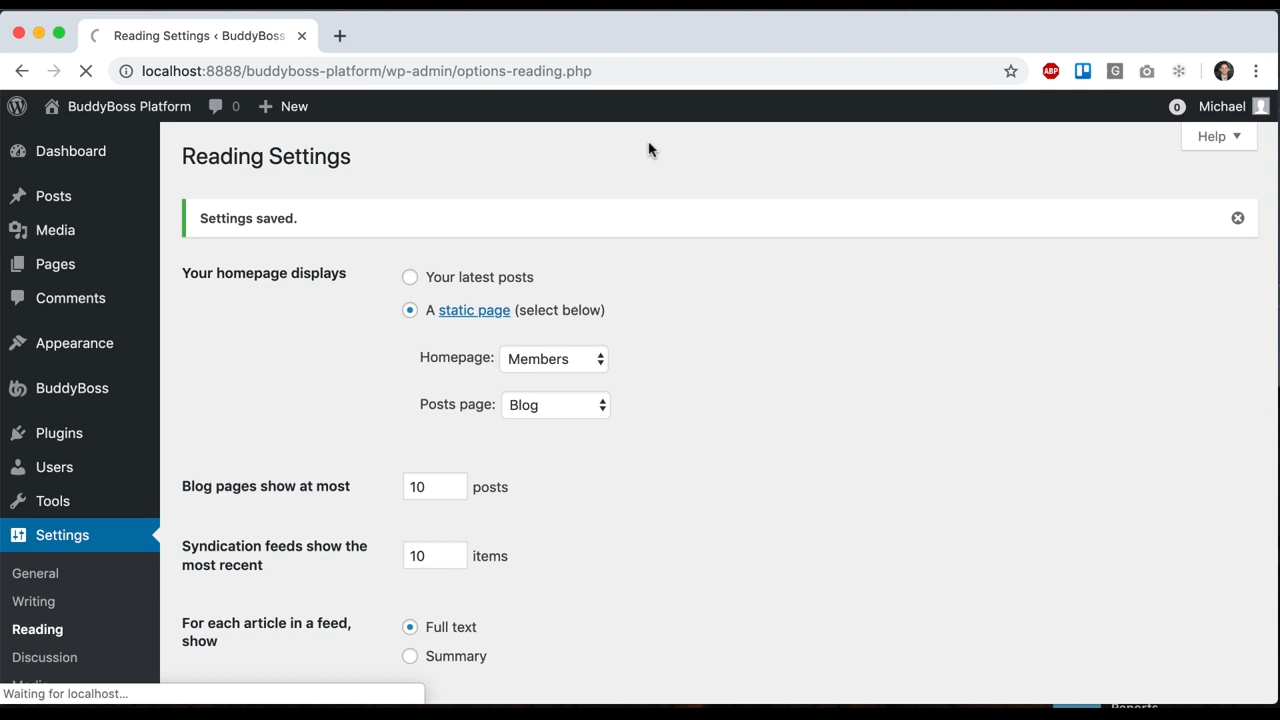 Reading Settings ‹ BuddyBoss
localhost:8888/buddyboss-platform/wp-admin/options-reading.php
ABP
G
BuddyBoss Platform
0
New
0
Michael
Help
Dashboard
Posts
Media
Pages
Comments
Appearance
BuddyBoss
Plugins
Users
Tools
Settings
General
Writing
Reading
Discussion
Reading Settings
Settings saved.
Your homepage displays
Your latest posts
A static page (select below)
Homepage: Members
Posts page: Blog
Blog pages show at most
10 posts
Syndication feeds show the
most recent
10 items
For each article in a feed,
show
Full text
Summary
Waiting for localhost...